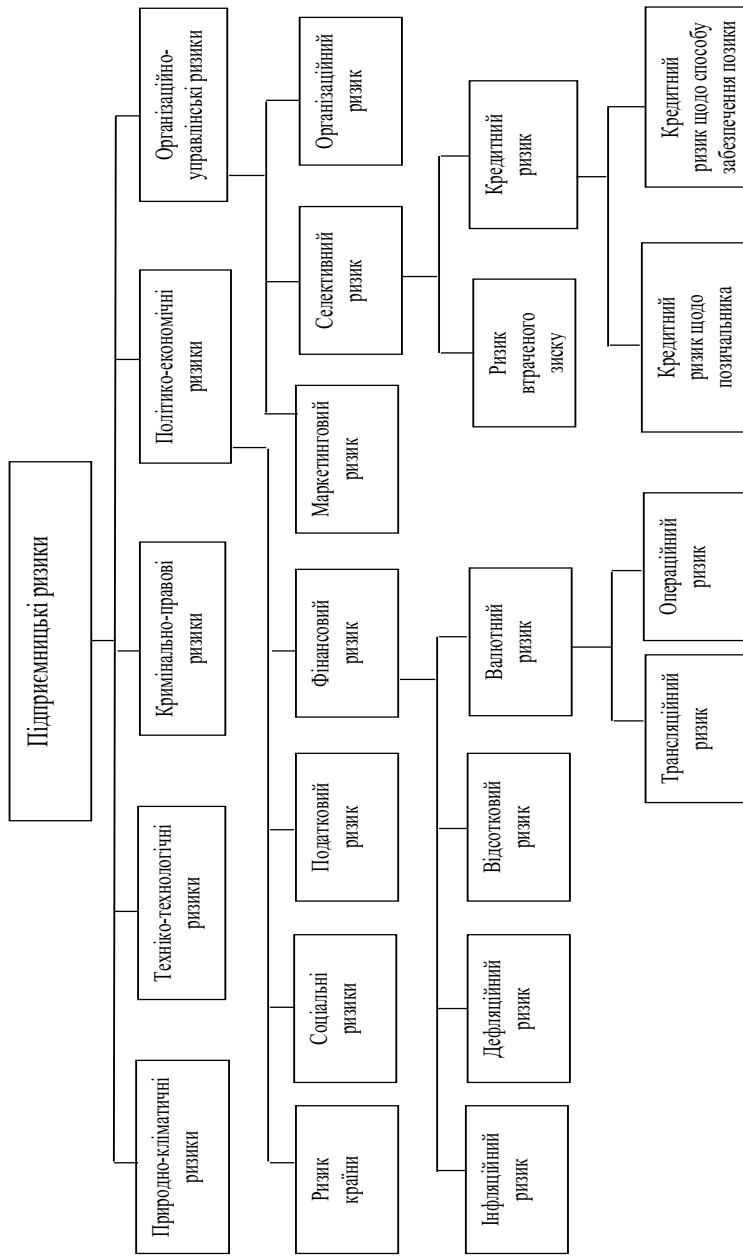 Підприємницькі ризики
Природно-кліматичні
ризики
Техніко-технологічні
ризики
Кримінально-правові
ризики
Політико-економічні
ризики
Організаційно-
управлінські ризики
Ризик
країни
Соціальні
ризики
Податковий
ризик
Фінансовий
ризик
Маркетинговий
ризик
Селективний
ризик
Організаційний
ризик
Інфляційний
ризик
Дефляційний
ризик
Відсотковий
ризик
Валютний
ризик
Ризик
втраченого
зиску
Кредитний
ризик
Трансляційний
ризик
Операційний
ризик
Кредитний
ризик щодо
позичальника
Кредитний
ризик щодо способу
забезпечення позики